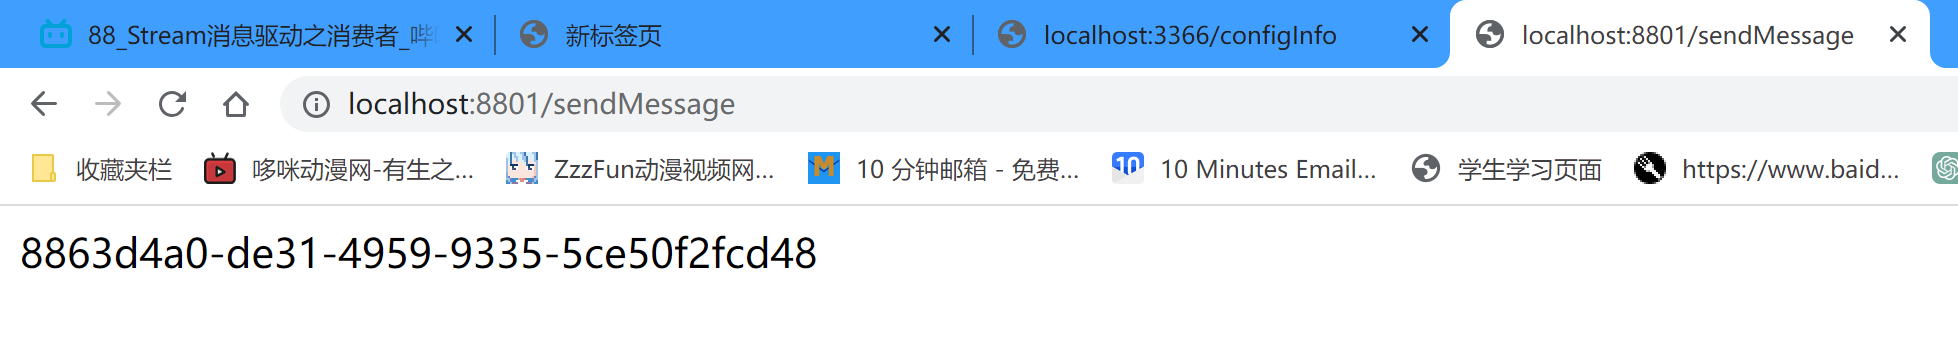 88_Stream消息驱动之消费者_哔 新标签页 localhost:3366/configInfo localhost:8801/sendMessage
localhost:8801/sendMessage
收藏夹栏 哆咪动漫网-有生之... ZzzFun动漫视频网... 10 分钟邮箱 - 免费... 10 Minutes Email... 学生学习页面 https://www.baid...
8863d4a0-de31-4959-9335-5ce50f2fcd48